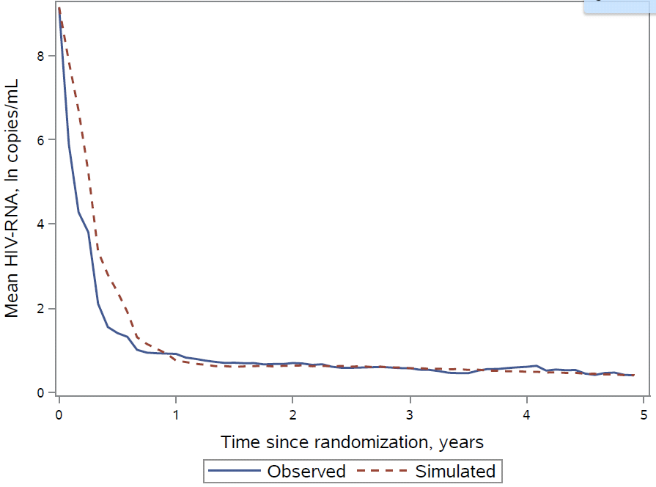 Mean HIV-RNA, ln copies/mL
8
6
4
2
0
0 1 2 3 4 5
Time since randomization, years
Observed Simulated